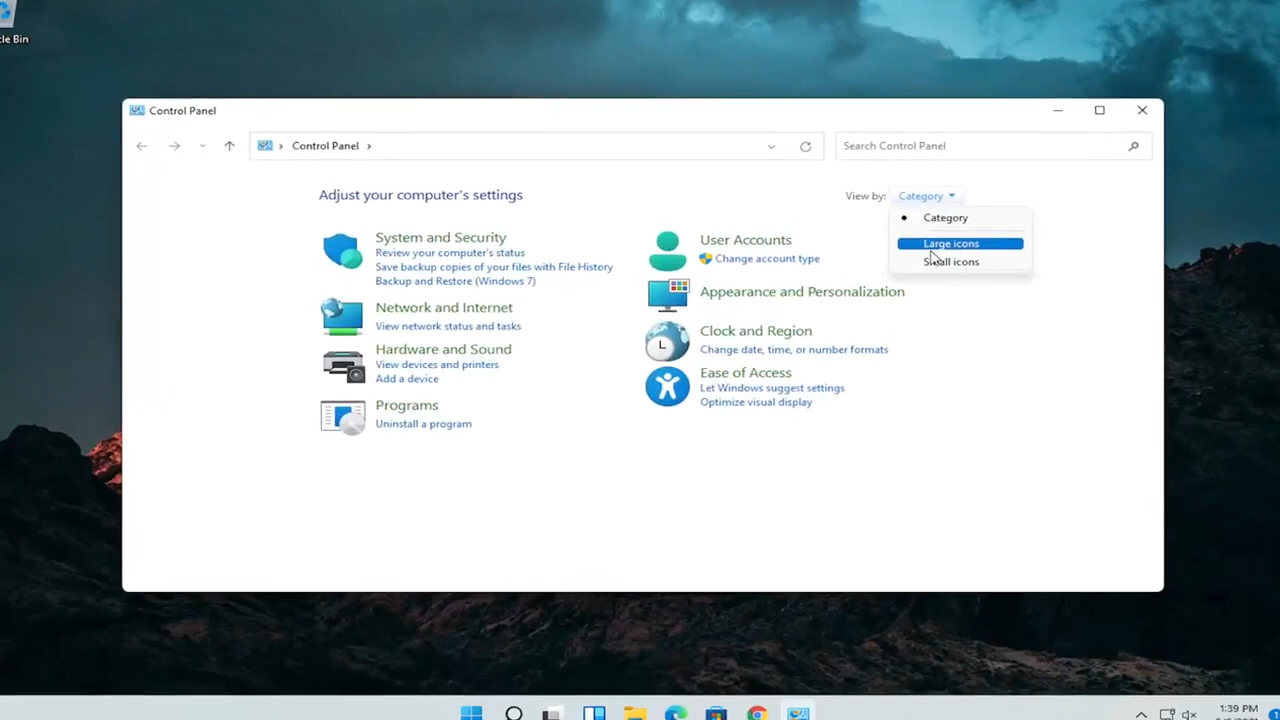 cle Bin
Control Panel
Control Panel
Search Control Panel
Adjust your computer's settings
View by: Category
Category
Large icons
Small icons
System and Security
Review your computer's status
Save backup copies of your files with File History
Backup and Restore (Windows 7)
Network and Internet
View network status and tasks
Hardware and Sound
View devices and printers
Add a device
Programs
Uninstall a program
User Accounts
Change account type
Appearance and Personalization
Clock and Region
Change date, time, or number formats
Ease of Access
Let Windows suggest settings
Optimize visual display
1:39 PM